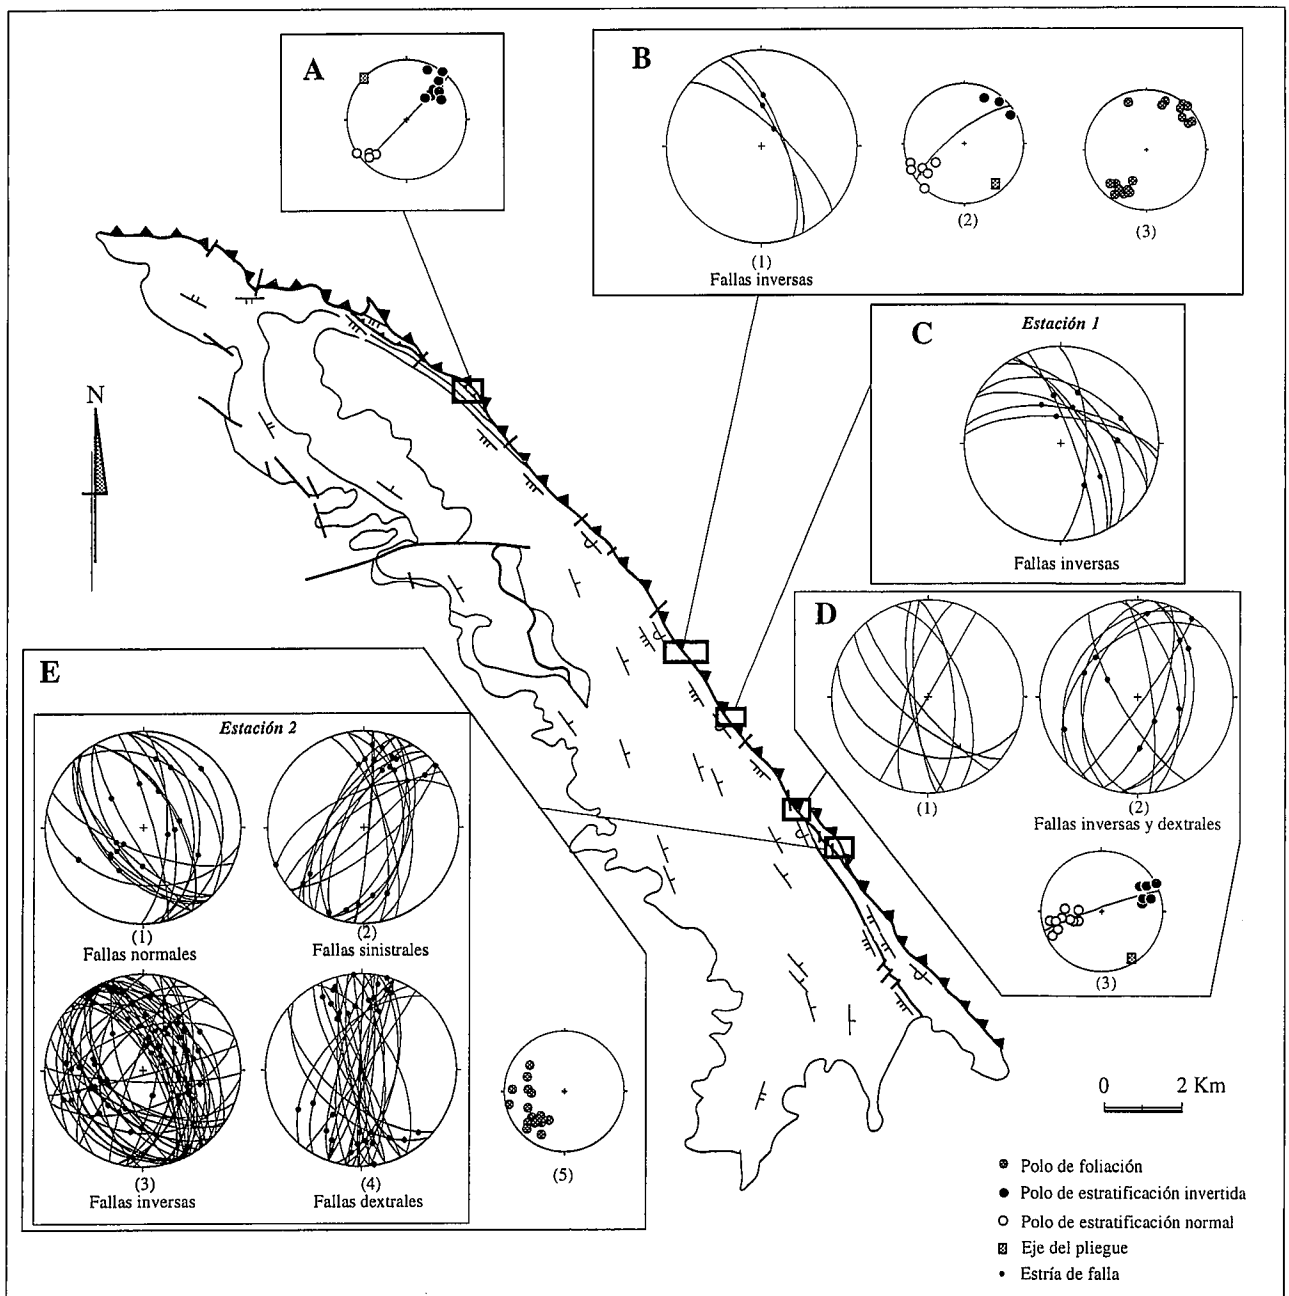 A
B
(1)
Fallas inversas
(2)
(3)
C
Estación 1
Fallas inversas
N
D
(1)
(2)
Fallas inversas y dextrales
(3)
E
Estación 2
(1)
Fallas normales
(2)
Fallas sinistrales
(3)
Fallas inversas
(4)
Fallas dextrales
(5)
0 2 Km
Polo de foliación
Polo de estratificación invertida
Polo de estratificación normal
Eje del pliegue
Estría de falla